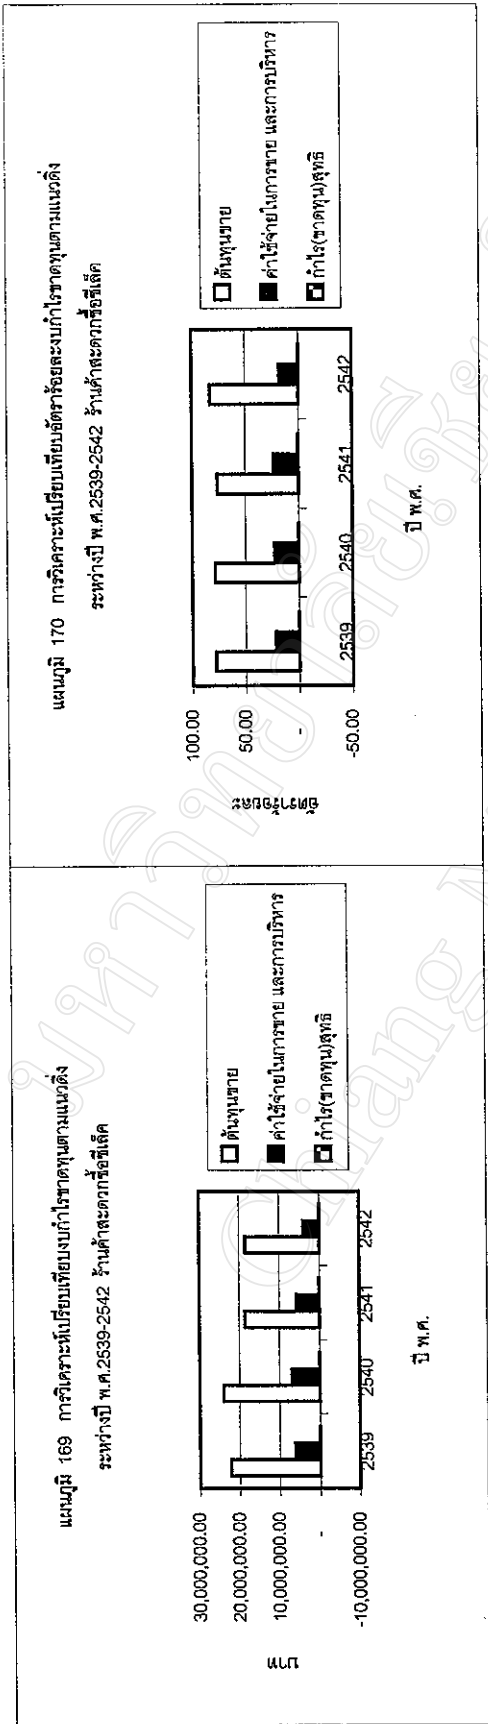 แผนภูมิ 169 การวิเคราะห์เปรียบเทียบงบกำไรขาดทุนตามแนวดิ่ง
ระหว่างปี พ.ศ.2539-2542 ร้านค้าสะดวกซื้อซีเล็ค
บาท
30,000,000.00
20,000,000.00
10,000,000.00
-
-10,000,000.00
2539
2540
2541
2542
ปี พ.ศ.
ต้นทุนขาย
ค่าใช้จ่ายในการขาย และการบริหาร
กำไร(ขาดทุน)สุทธิ
แผนภูมิ 170 การวิเคราะห์เปรียบเทียบอัตราร้อยละงบกำไรขาดทุนตามแนวดิ่ง
ระหว่างปี พ.ศ.2539-2542 ร้านค้าสะดวกซื้อซีเล็ค
อัตราร้อยละ
100.00
50.00
-
-50.00
2539
2540
2541
2542
ปี พ.ศ.
ต้นทุนขาย
ค่าใช้จ่ายในการขาย และการบริหาร
กำไร(ขาดทุน)สุทธิ